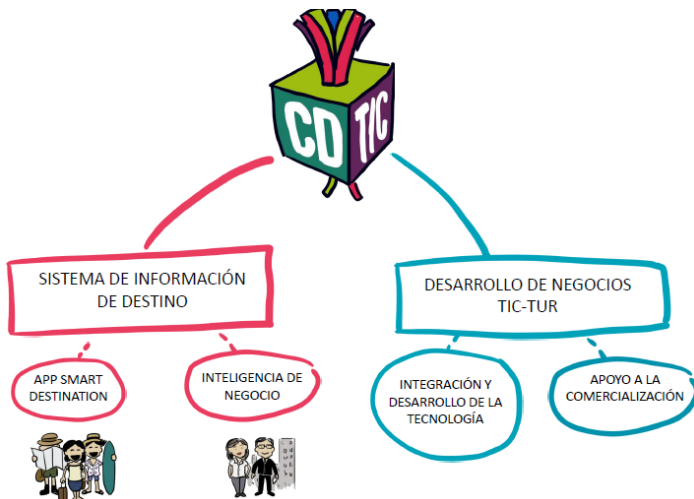 CD TIC
SISTEMA DE INFORMACIÓN
DE DESTINO
DESARROLLO DE NEGOCIOS
TIC-TUR
APP SMART
DESTINATION
INTELIGENCIA DE
NEGOCIO
INTEGRACIÓN Y
DESARROLLO DE LA
TECNOLOGÍA
APOYO A LA
COMERCIALIZACIÓN